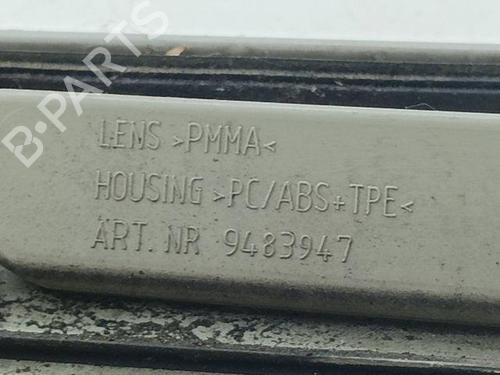 B-PARTS
LENS >PMMA<
HOUSING >PC/ABS+TPE<
ART. NR 9483947